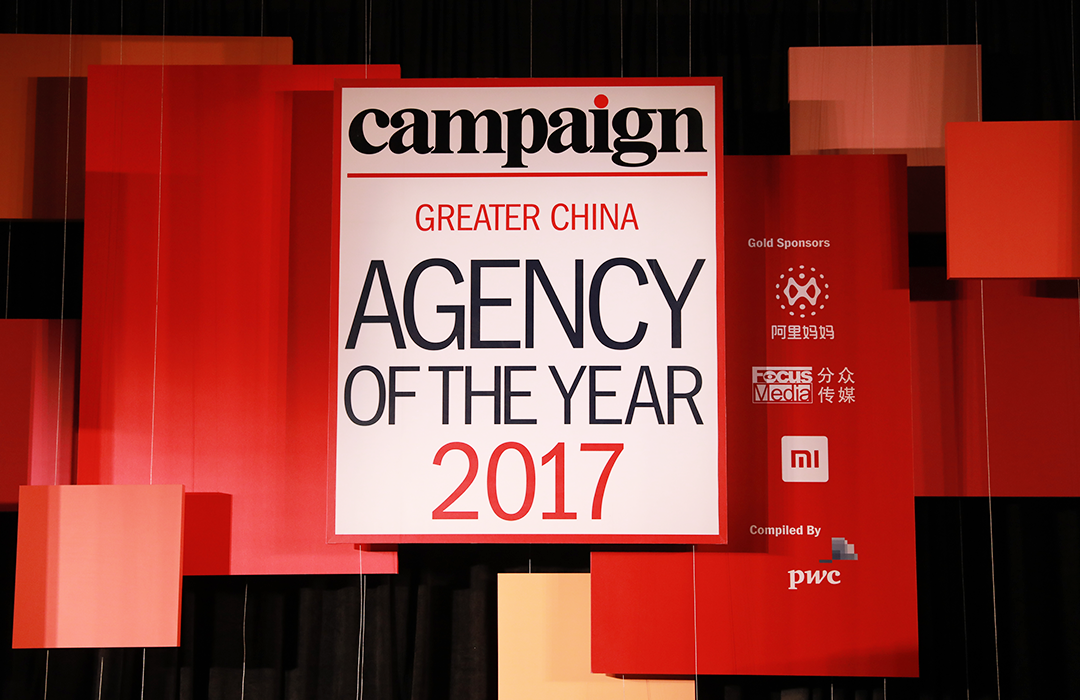 campaign
GREATER CHINA
AGENCY
OF THE YEAR
2017
Gold Sponsors
阿里妈妈
Focus
Media
分众
传媒
mi
Compiled By
pwc